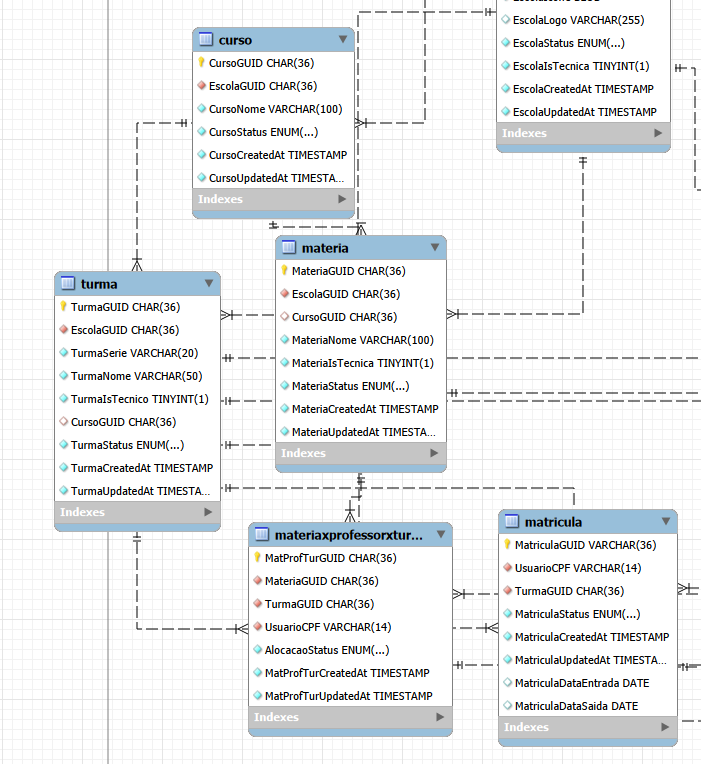 EscolaLogo VARCHAR(255)
EscolaStatus ENUM(...)
EscolaIsTecnica TINYINT(1)
EscolaCreatedAt TIMESTAMP
EscolaUpdatedAt TIMESTAMP
Indexes
curso
CursoGUID CHAR(36)
EscolaGUID CHAR(36)
CursoNome VARCHAR(100)
CursoStatus ENUM(...)
CursoCreatedAt TIMESTAMP
CursoUpdatedAt TIMESTA...
Indexes
materia
MateriaGUID CHAR(36)
EscolaGUID CHAR(36)
CursoGUID CHAR(36)
MateriaNome VARCHAR(100)
MateriaIsTecnica TINYINT(1)
MateriaStatus ENUM(...)
MateriaCreatedAt TIMESTAMP
MateriaUpdatedAt TIMESTA...
Indexes
turma
TurmaGUID CHAR(36)
EscolaGUID CHAR(36)
TurmaSerie VARCHAR(20)
TurmaNome VARCHAR(50)
TurmaIsTecnico TINYINT(1)
CursoGUID CHAR(36)
TurmaStatus ENUM(...)
TurmaCreatedAt TIMESTAMP
TurmaUpdatedAt TIMESTA...
Indexes
materiaxprofessorxtur...
MatProfTurGUID CHAR(36)
MateriaGUID CHAR(36)
TurmaGUID CHAR(36)
UsuarioCPF VARCHAR(14)
AlocacaoStatus ENUM(...)
MatProfTurCreatedAt TIMESTAMP
MatProfTurUpdatedAt TIMESTAMP
Indexes
matricula
MatriculaGUID VARCHAR(36)
UsuarioCPF VARCHAR(14)
TurmaGUID CHAR(36)
MatriculaStatus ENUM(...)
MatriculaCreatedAt TIMESTAMP
MatriculaUpdatedAt TIMESTA...
MatriculaDataEntrada DATE
MatriculaDataSaida DATE
Indexes